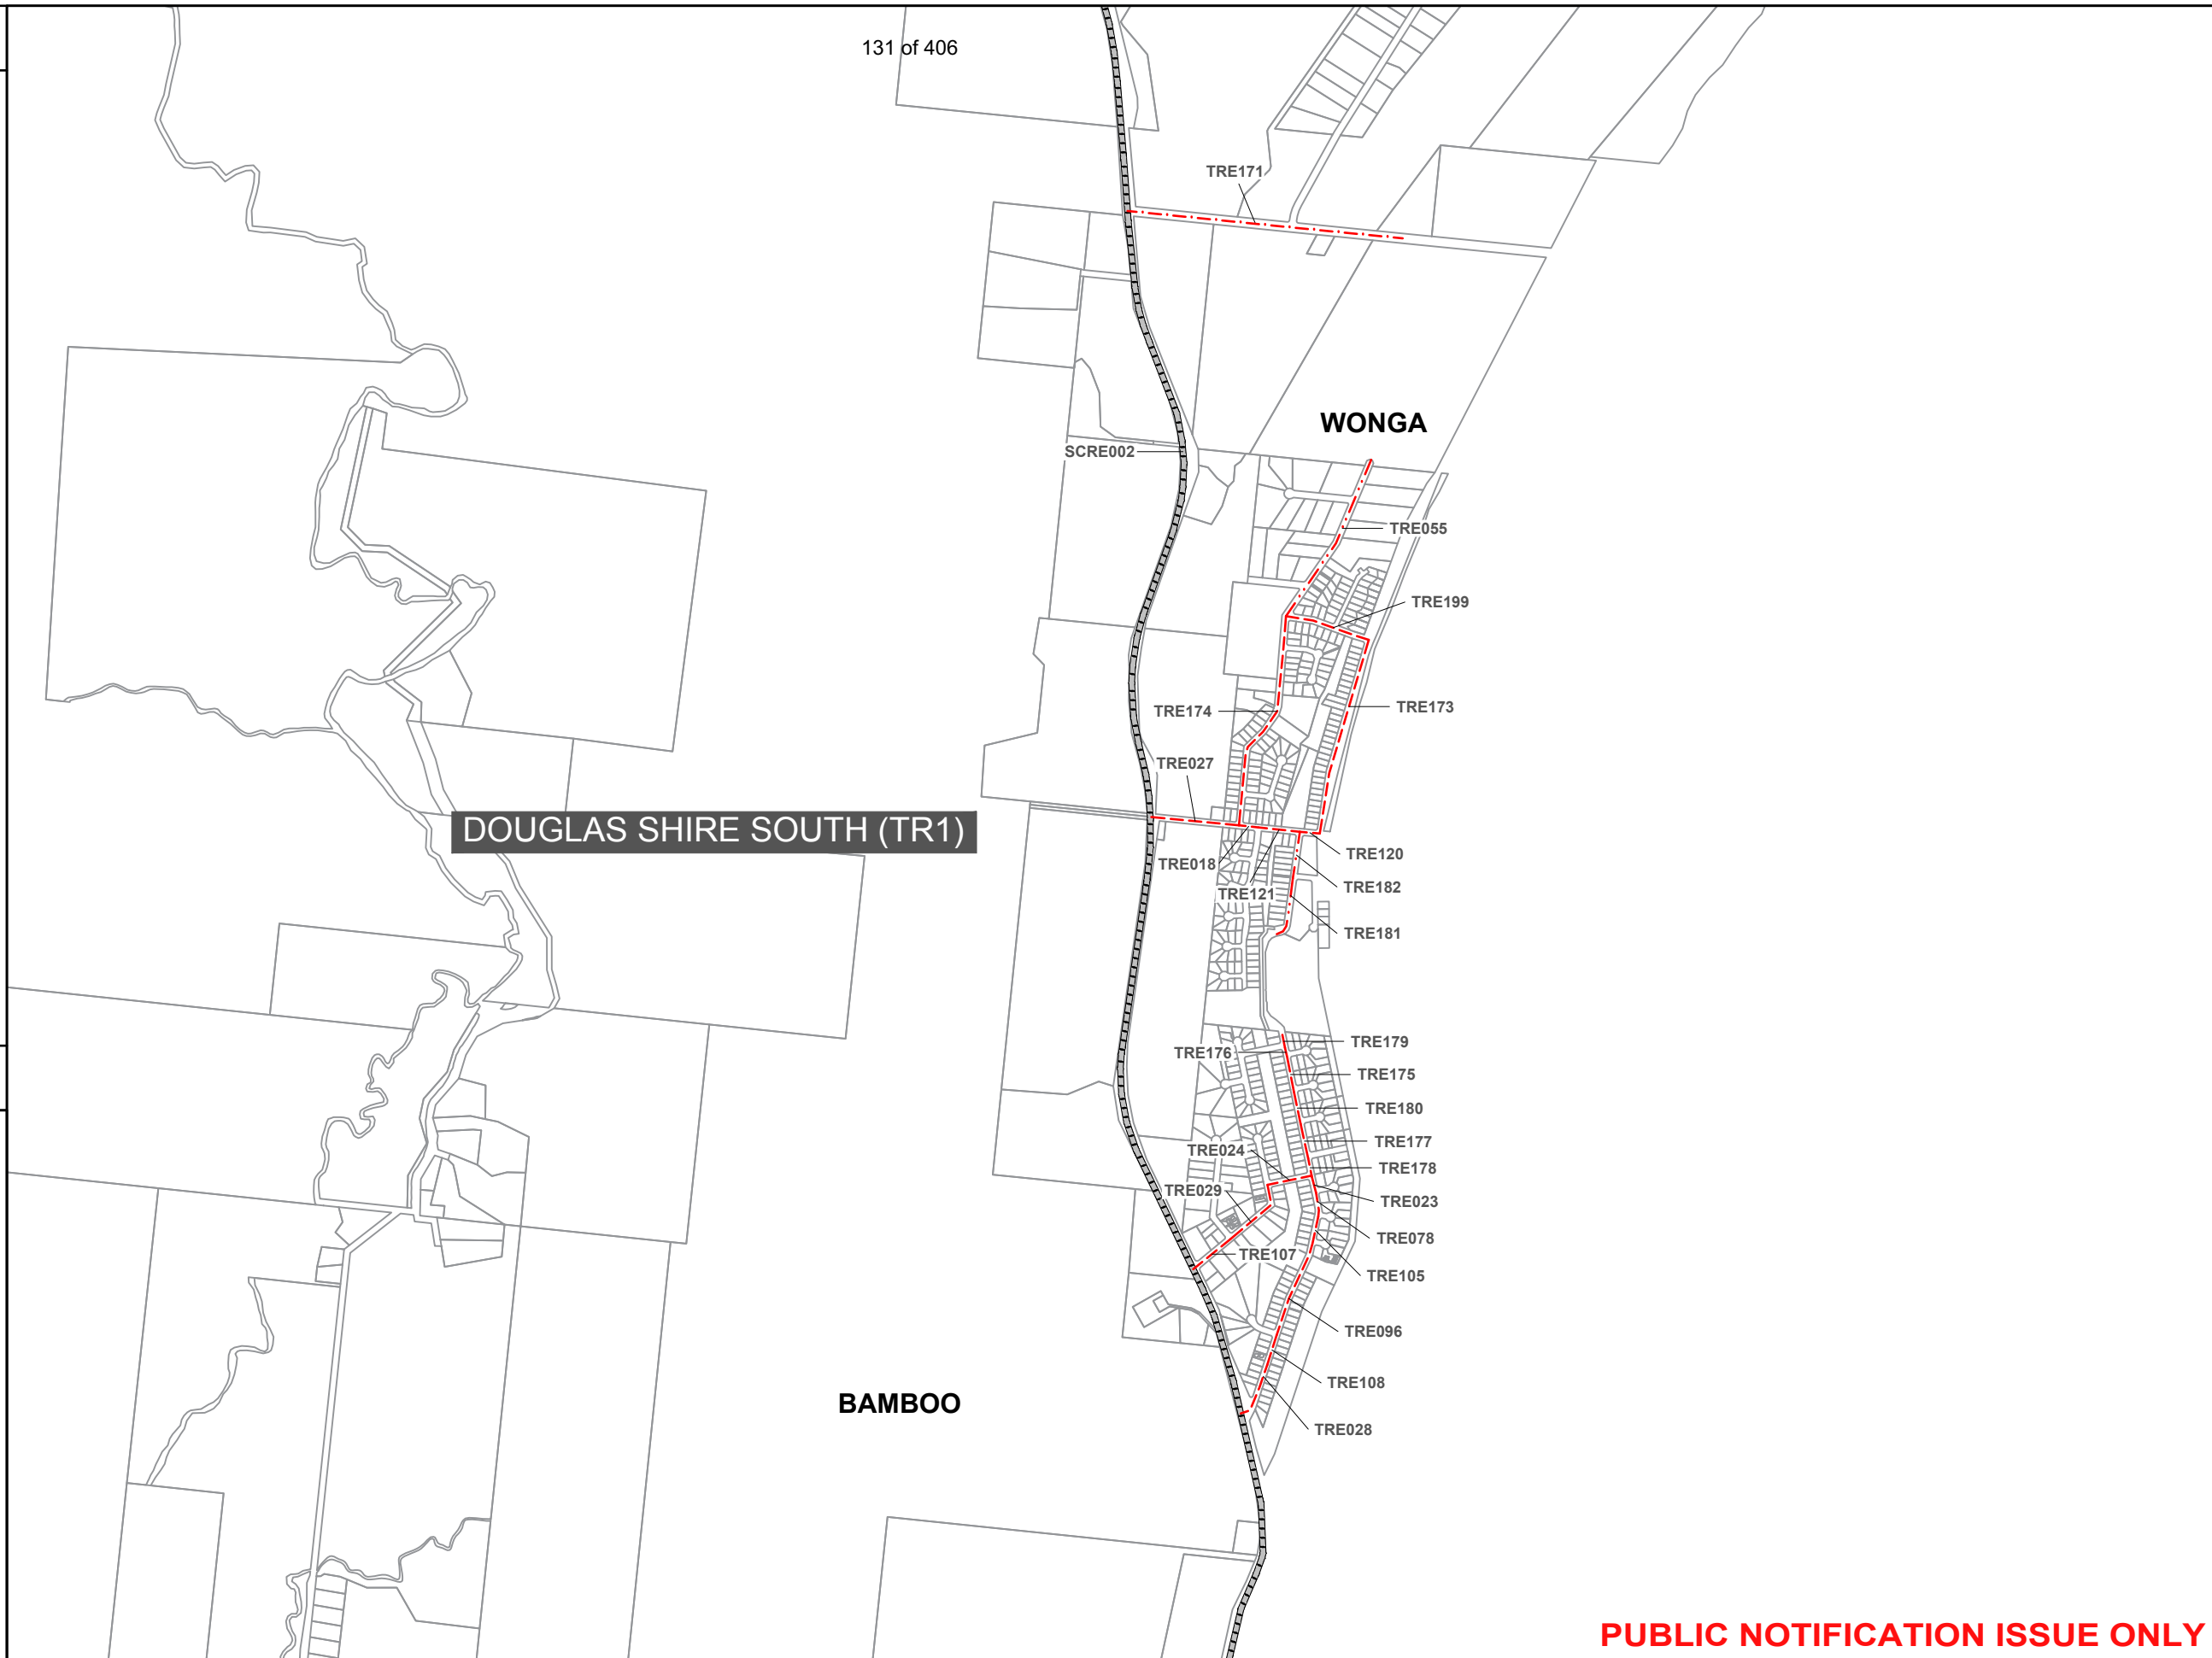 131 of 406
TRE171
WONGA
SCRE002
TRE055
TRE199
TRE174
TRE173
TRE027
DOUGLAS SHIRE SOUTH (TR1)
TRE018
TRE120
TRE121
TRE182
TRE181
TRE179
TRE176
TRE175
TRE180
TRE177
TRE024
TRE178
TRE029
TRE023
TRE078
TRE107
TRE105
TRE096
TRE108
BAMBOO
TRE028
PUBLIC NOTIFICATION ISSUE ONLY